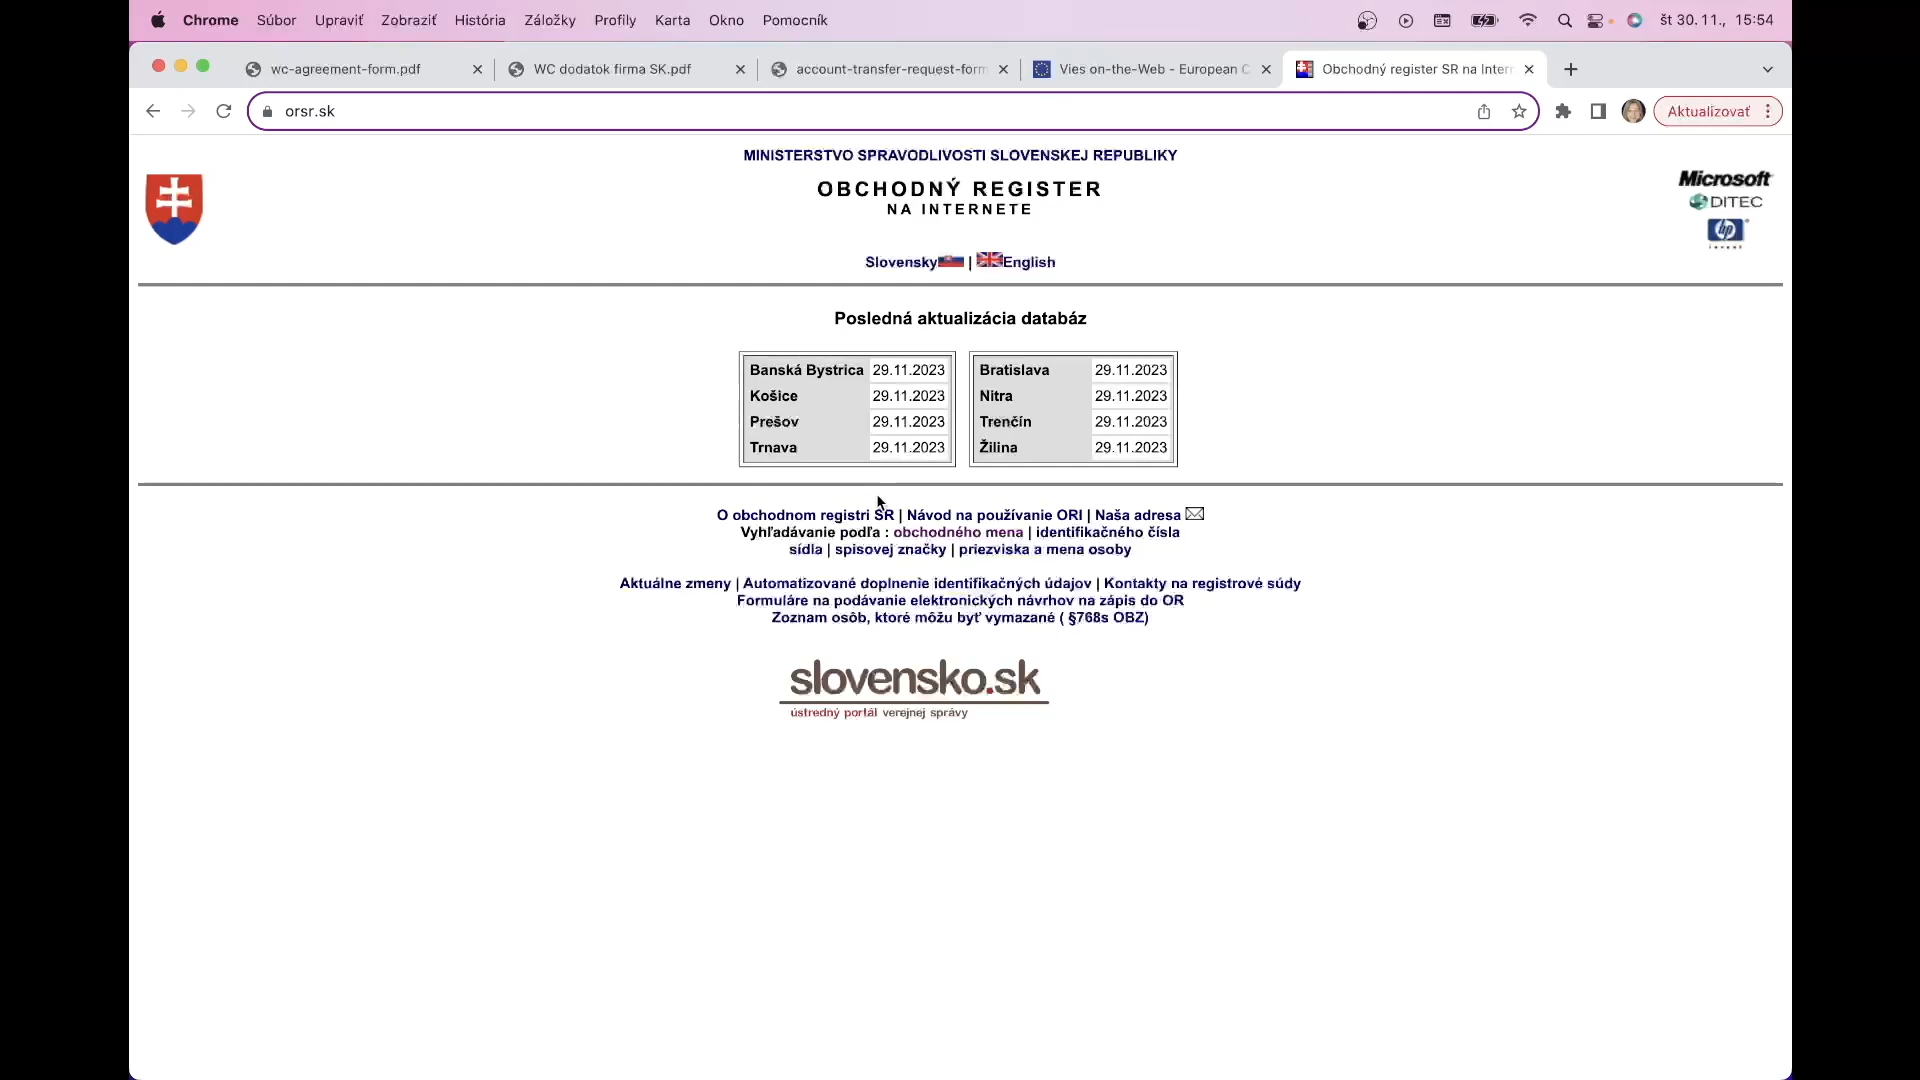 Chrome Súbor Upraviť Zobraziť História Záložky Profily Karta Okno Pomocník št 30. 11., 15:54
wc-agreement-form.pdf WC dodatok firma SK.pdf account-transfer-request-form Vies on-the-Web - European C Obchodný register SR na Intern
orsr.sk Aktualizovať
MINISTERSTVO SPRAVODLIVOSTI SLOVENSKEJ REPUBLIKY
OBCHODNÝ REGISTER
NA INTERNETE
Microsoft
DITEC
hp
invent
Slovensky | English
Posledná aktualizácia databáz
Banská Bystrica 29.11.2023 Bratislava 29.11.2023
Košice 29.11.2023 Nitra 29.11.2023
Prešov 29.11.2023 Trenčín 29.11.2023
Trnava 29.11.2023 Žilina 29.11.2023
O obchodnom registri SR | Návod na používanie ORI | Naša adresa
Vyhľadávanie podľa : obchodného mena | identifikačného čísla
sídla | spisovej značky | priezviska a mena osoby
Aktuálne zmeny | Automatizované doplnenie identifikačných údajov | Kontakty na registrové súdy
Formuláre na podávanie elektronických návrhov na zápis do OR
Zoznam osôb, ktoré môžu byť vymazané ( §768s OBZ)
slovensko.sk
ústredný portál verejnej správy